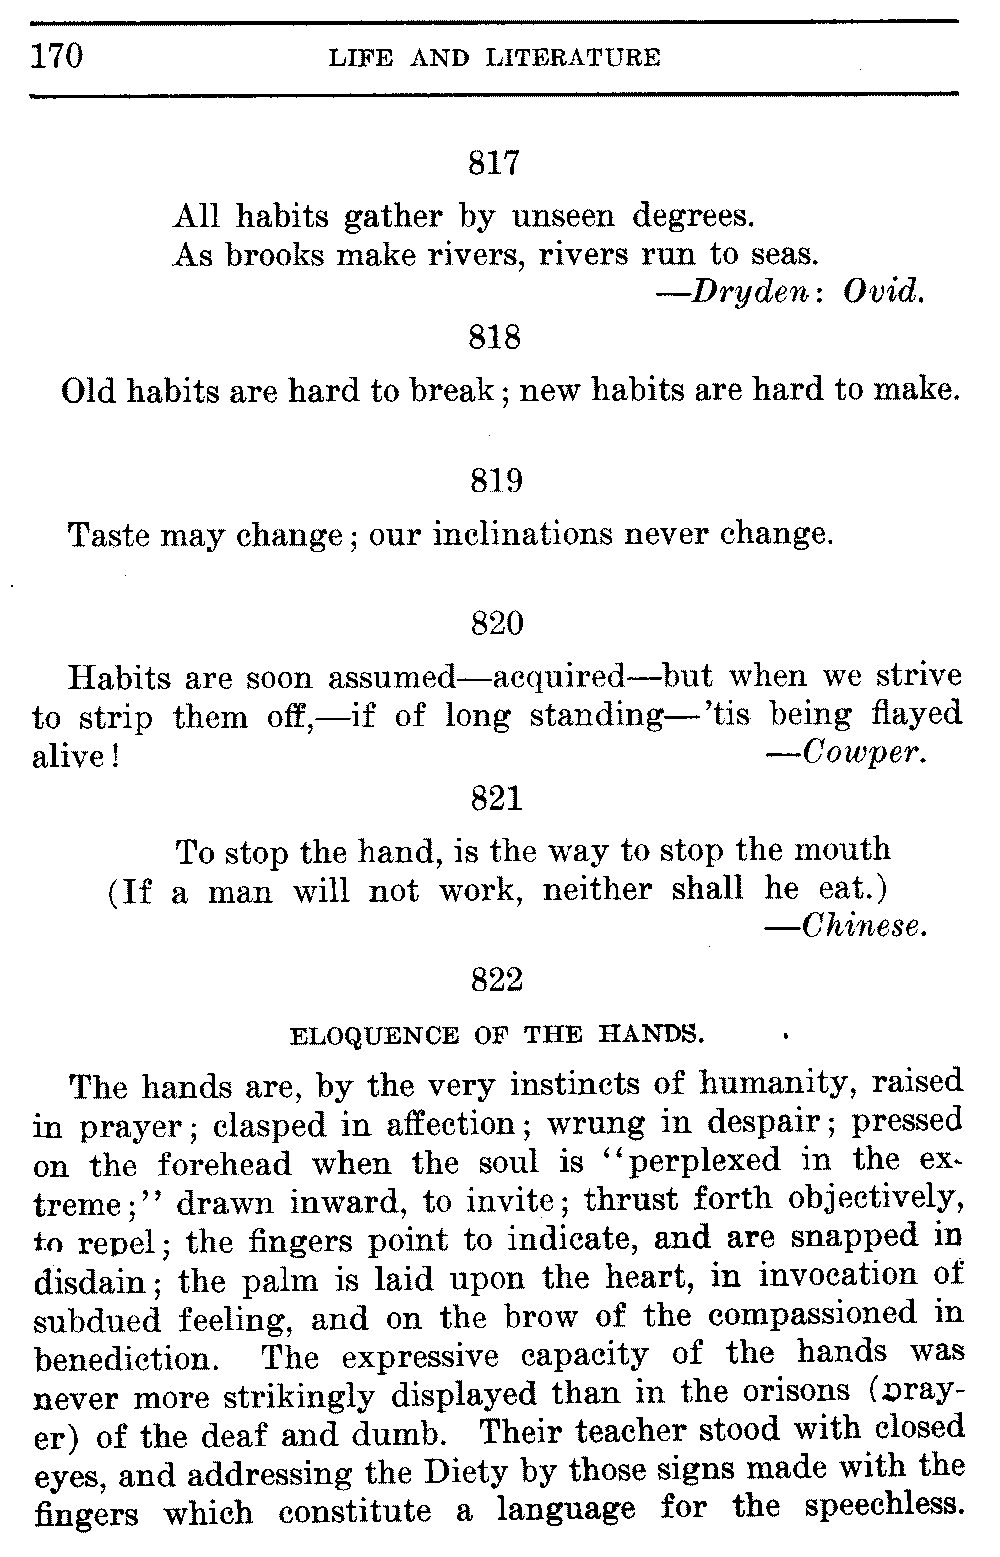 170 LIFE AND LITERATURE
817
All habits gather by unseen degrees.
As brooks make rivers, rivers run to seas.
—Dryden: Ovid.
818
Old habits are hard to break; new habits are hard to make.
819
Taste may change; our inclinations never change.
820
Habits are soon assumed—acquired—but when we strive
to strip them off,—if of long standing—'tis being flayed
alive! —Cowper.
821
To stop the hand, is the way to stop the mouth
(If a man will not work, neither shall he eat.)
—Chinese.
822
ELOQUENCE OF THE HANDS.
The hands are, by the very instincts of humanity, raised
in prayer; clasped in affection; wrung in despair; pressed
on the forehead when the soul is "perplexed in the ex-
treme;" drawn inward, to invite; thrust forth objectively,
to repel; the fingers point to indicate, and are snapped in
disdain; the palm is laid upon the heart, in invocation of
subdued feeling, and on the brow of the compassioned in
benediction. The expressive capacity of the hands was
never more strikingly displayed than in the orisons (pray-
er) of the deaf and dumb. Their teacher stood with closed
eyes, and addressing the Diety by those signs made with the
fingers which constitute a language for the speechless.